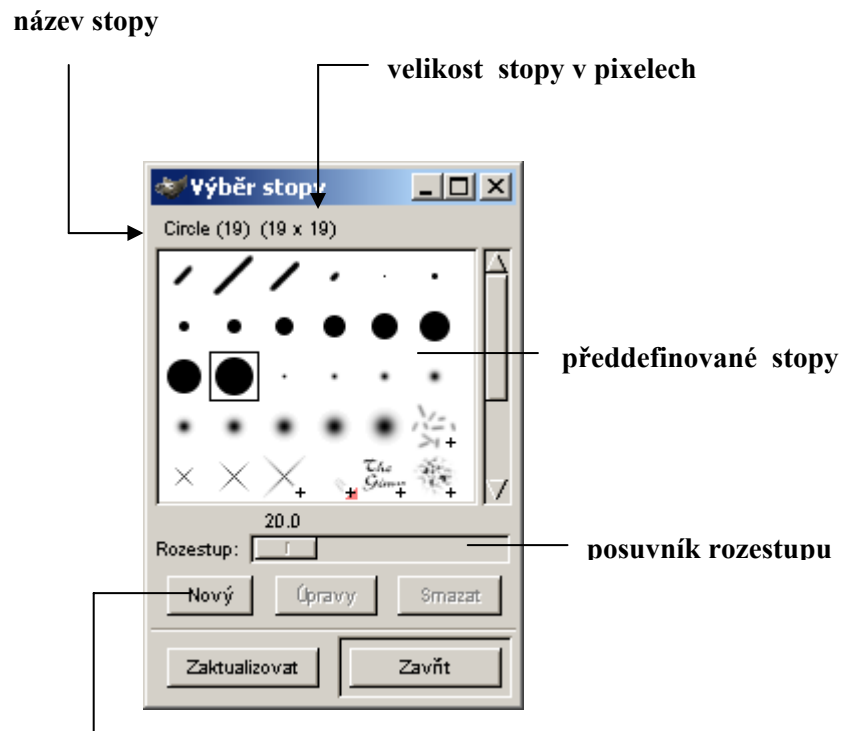 název stopy
velikost stopy v pixelech
Výběr stopy
Circle (19) (19 x 19)
předdefinované stopy
The
Gimp
20.0
Rozestup:
posuvník rozestupu
Nový Úpravy Smazat
Zaktualizovat Zavřít